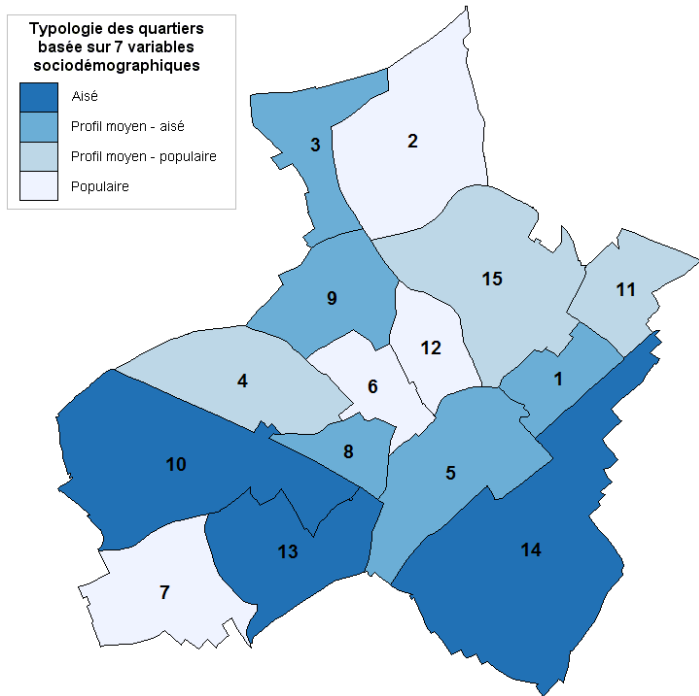 Typologie des quartiers
basée sur 7 variables
sociodémographiques
Aisé
Profil moyen - aisé
Profil moyen - populaire
Populaire
2
3
15
11
9
12
1
4
6
8
10
5
14
13
7